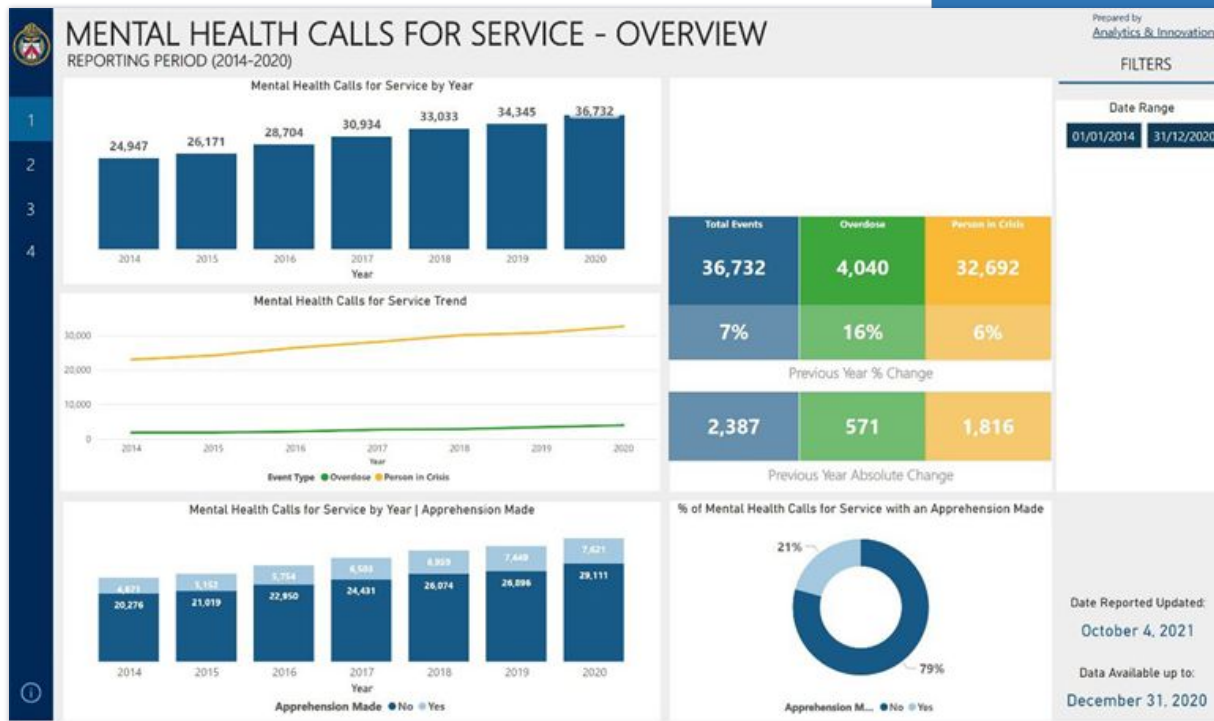 MENTAL HEALTH CALLS FOR SERVICE - OVERVIEW
REPORTING PERIOD (2014-2020)
Prepared by
Analytics & Innovation
FILTERS
Date Range
01/01/2014 31/12/2020
1
2
3
4
Mental Health Calls for Service by Year
24,947 26,171 28,704 30,934 33,033 34,345 36,732
2014 2015 2016 2017 2018 2019 2020
Year
Total Events Overdose Person in Crisis
36,732 4,040 32,692
7% 16% 6%
Previous Year % Change
2,387 571 1,816
Previous Year Absolute Change
Mental Health Calls for Service Trend
30,000
20,000
10,000
0
2014 2015 2016 2017 2018 2019 2020
Year
Event Type Overdose Person in Crisis
Mental Health Calls for Service by Year | Apprehension Made
4,671 5,152 5,754 6,503 6,959 7,449 7,621
20,276 21,019 22,950 24,431 26,074 26,896 29,111
2014 2015 2016 2017 2018 2019 2020
Year
Apprehension Made No Yes
% of Mental Health Calls for Service with an Apprehension Made
21%
79%
Apprehension M... No Yes
Date Reported Updated:
October 4, 2021
Data Available up to:
December 31, 2020